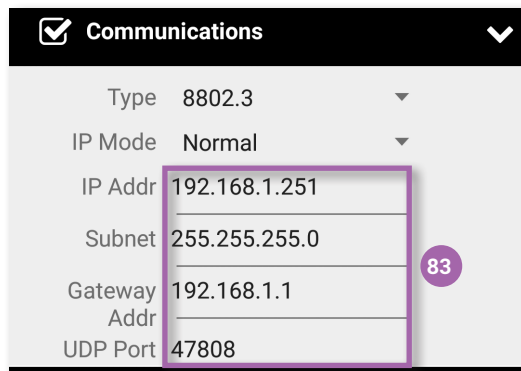 Communications
Type 8802.3
IP Mode Normal
IP Addr 192.168.1.251
Subnet 255.255.255.0
83
Gateway 192.168.1.1
Addr
UDP Port 47808